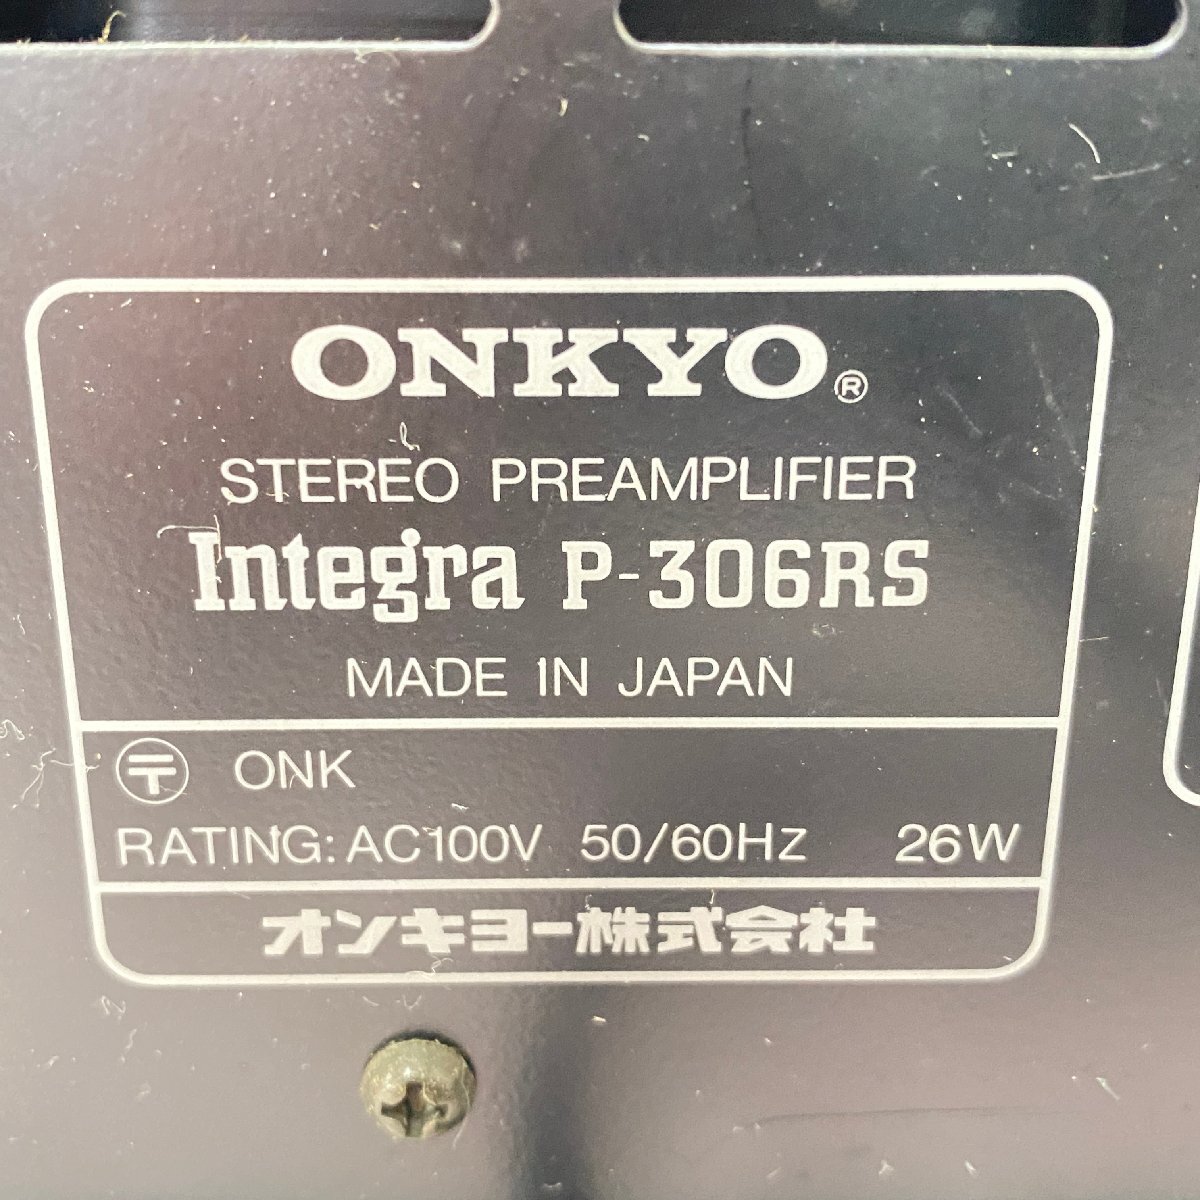 ONKYO®
STEREO PREAMPLIFIER
Integra P-306RS
MADE IN JAPAN
〒 ONK
RATING: AC100V 50/60Hz 26W
オンキヨー株式会社